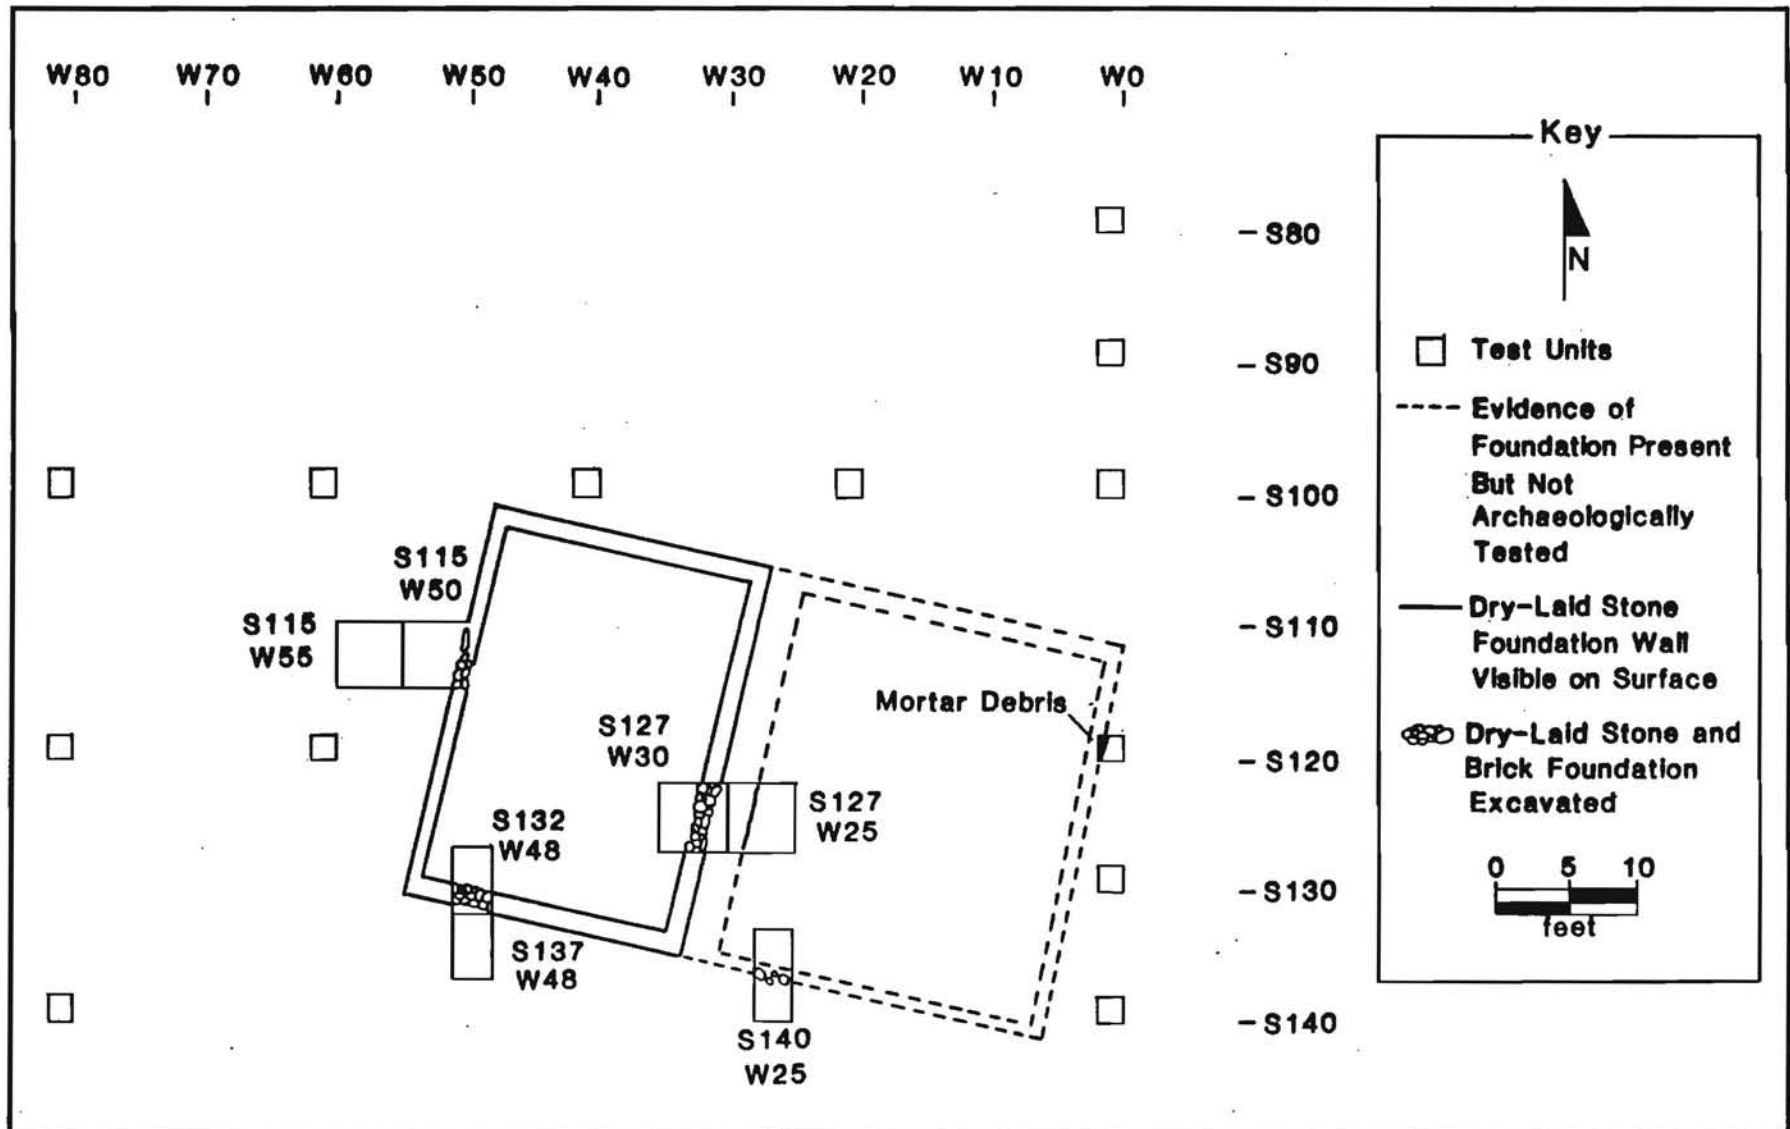 W80 W70 W60 W50 W40 W30 W20 W10 W0
S80
S90
S100
S110
S120
S130
S140
S115
W50
S115
W55
S127
W30
S127
W25
S132
W48
S137
W48
S140
W25
Mortar Debris
Key
N
Test Units
Evidence of
Foundation Present
But Not
Archaeologically
Tested
Dry-Laid Stone
Foundation Wall
Visible on Surface
Dry-Laid Stone and
Brick Foundation
Excavated
0 5 10
feet